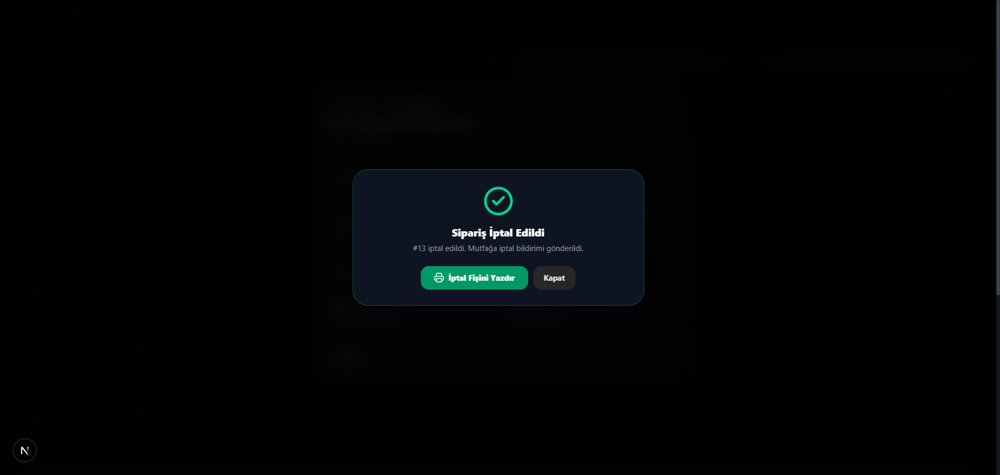 Sipariş İptal Edildi
#13 iptal edildi. Mutfağa iptal bildirimi gönderildi.
İptal Fişini Yazdır
Kapat
N